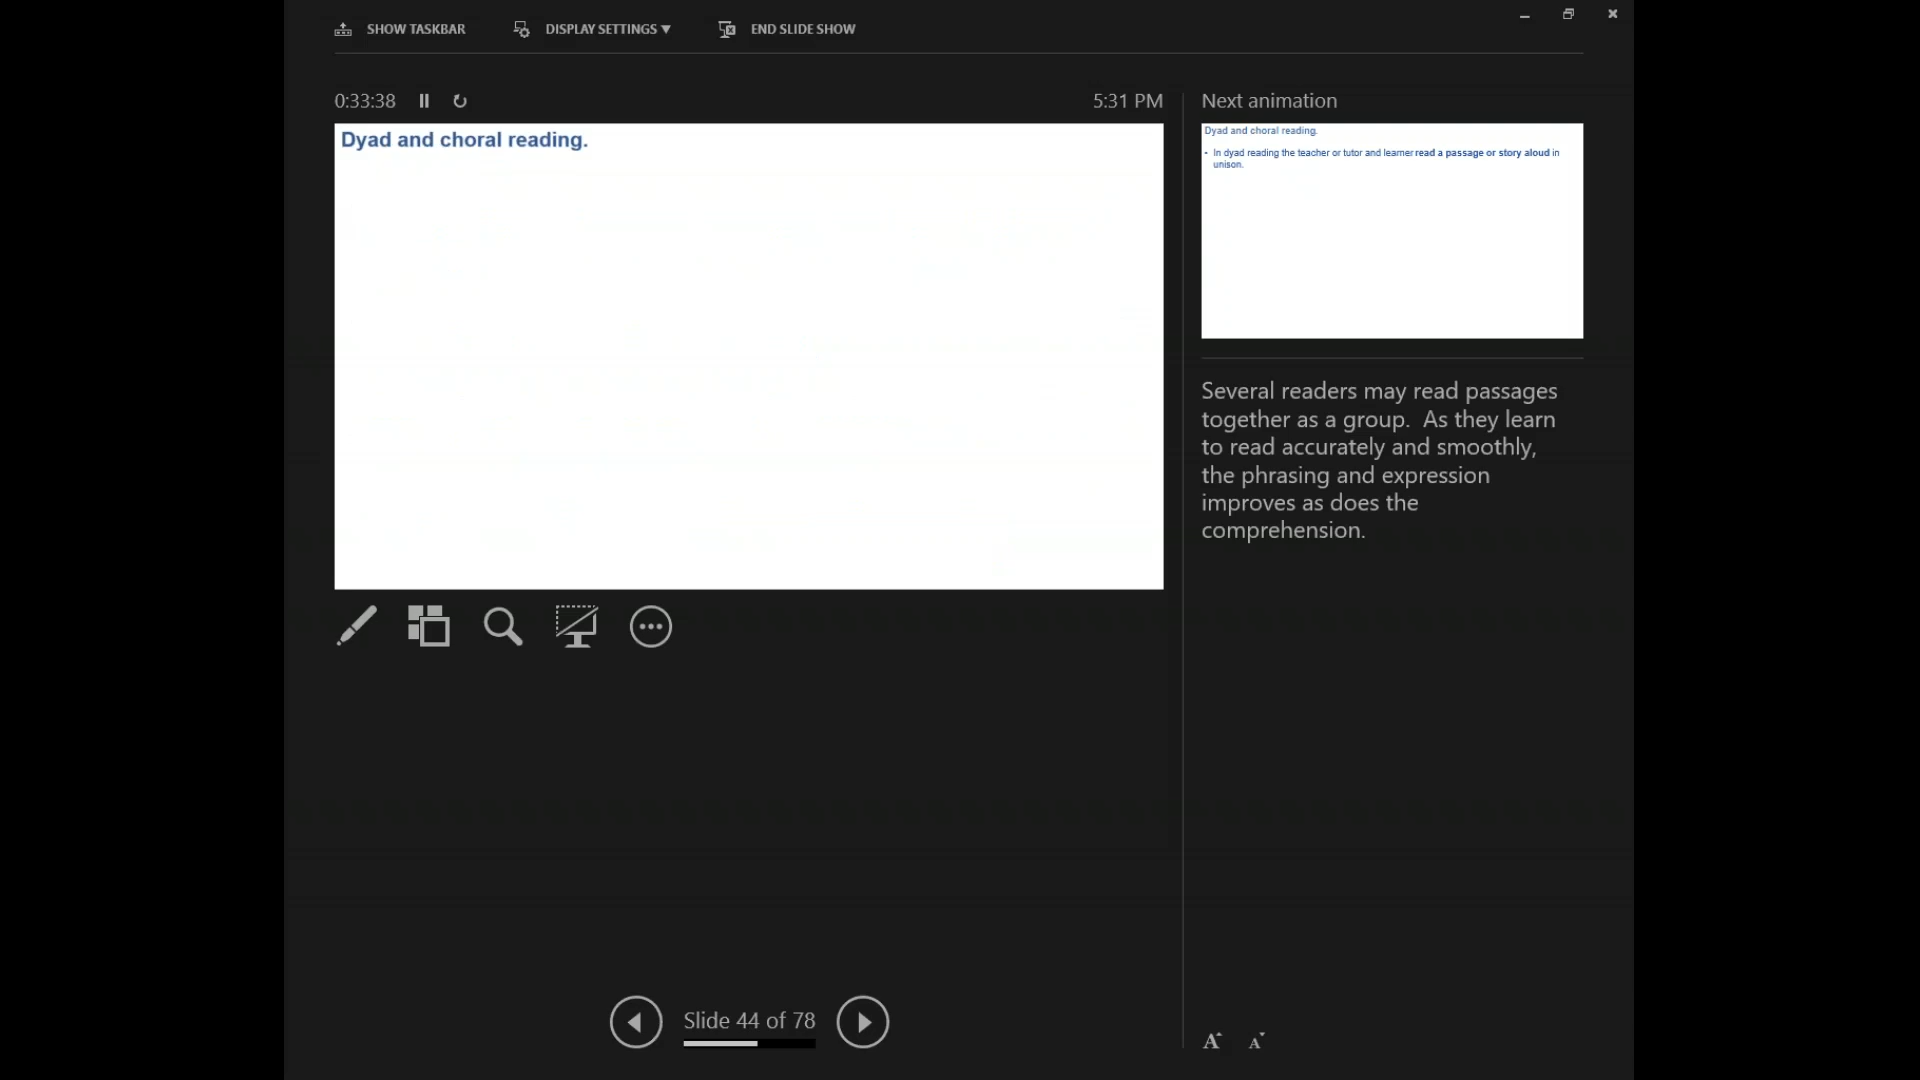 SHOW TASKBAR
DISPLAY SETTINGS ▼
END SLIDE SHOW
0:33:38
5:31 PM
Next animation
Dyad and choral reading.
Dyad and choral reading.
• In dyad reading the teacher or tutor and learner read a passage or story aloud in
unison.
Several readers may read passages
together as a group. As they learn
to read accurately and smoothly,
the phrasing and expression
improves as does the
comprehension.
Slide 44 of 78
A
A